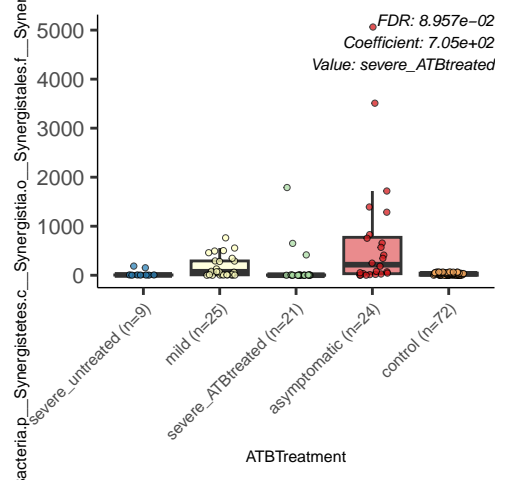 FDR: 8.957e−02
Coefficient: 7.05e+02
Value: severe_ATBtreated
5000
4000
3000
2000
1000
0
acteria.p__Synergistetes.c__Synergistia.o__Synergistales.f__Synergi
severe_untreated (n=9)
mild (n=25)
severe_ATBtreated (n=21)
asymptomatic (n=24)
control (n=72)
ATBTreatment